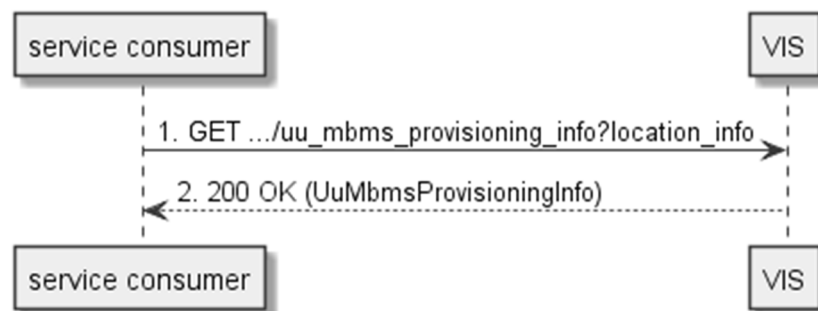 service consumer
VIS
1. GET .../uu_mbms_provisioning_info?location_info
2. 200 OK (UuMbmsProvisioningInfo)
service consumer
VIS